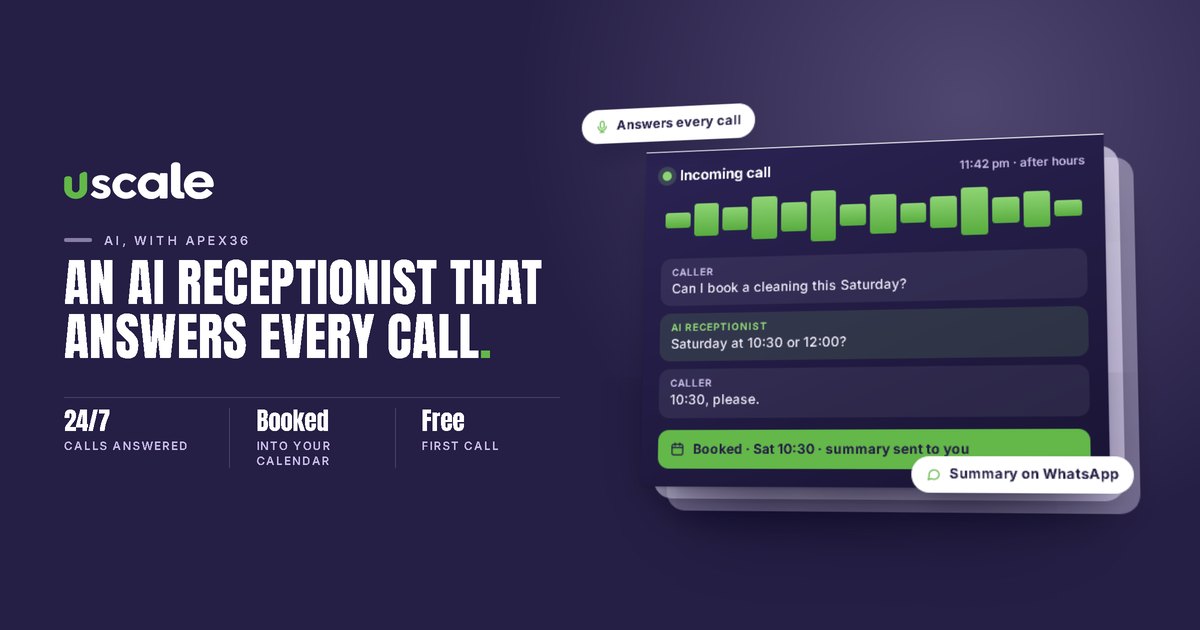 uscale
AI, WITH APEX36
AN AI RECEPTIONIST THAT
ANSWERS EVERY CALL.
24/7
CALLS ANSWERED
Booked
INTO YOUR
CALENDAR
Free
FIRST CALL
Answers every call
Incoming call
11:42 pm · after hours
CALLER
Can I book a cleaning this Saturday?
AI RECEPTIONIST
Saturday at 10:30 or 12:00?
CALLER
10:30, please.
Booked · Sat 10:30 · summary sent to you
Summary on WhatsApp